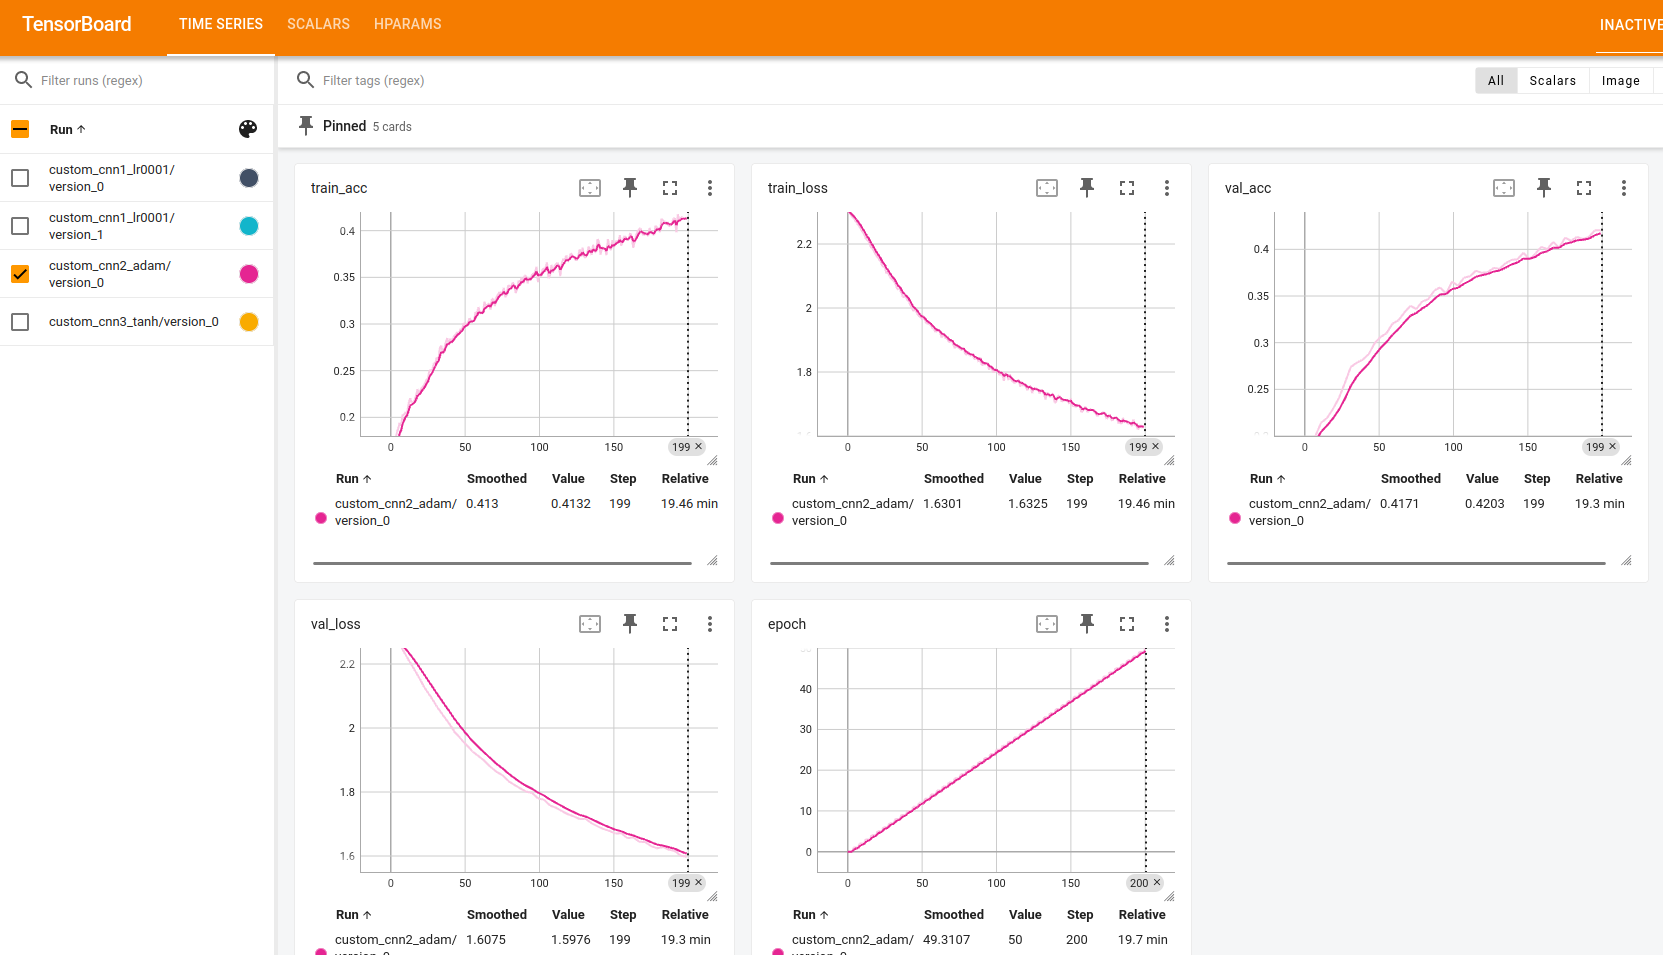 TensorBoard TIME SERIES SCALARS HPARAMS INACTIVE
Filter runs (regex)
Run ↑
custom_cnn1_lr0001/
version_0
custom_cnn1_lr0001/
version_1
custom_cnn2_adam/
version_0
custom_cnn3_tanh/version_0
Filter tags (regex)
All Scalars Image
Pinned 5 cards
train_acc
0.4
0.35
0.3
0.25
0.2
0 50 100 150 199 ×
Run ↑ Smoothed Value Step Relative
custom_cnn2_adam/ 0.413 0.4132 199 19.46 min
version_0
train_loss
2.2
2
1.8
0 50 100 150 199 ×
Run ↑ Smoothed Value Step Relative
custom_cnn2_adam/ 1.6301 1.6325 199 19.46 min
version_0
val_acc
0.4
0.35
0.3
0.25
0 50 100 150 199 ×
Run ↑ Smoothed Value Step Relative
custom_cnn2_adam/ 0.4171 0.4203 199 19.3 min
version_0
val_loss
2.2
2
1.8
1.6
0 50 100 150 199 ×
Run ↑ Smoothed Value Step Relative
custom_cnn2_adam/ 1.6075 1.5976 199 19.3 min
version_0
epoch
40
30
20
10
0
0 50 100 150 200 ×
Run ↑ Smoothed Value Step Relative
custom_cnn2_adam/ 49.3107 50 200 19.7 min
version_0